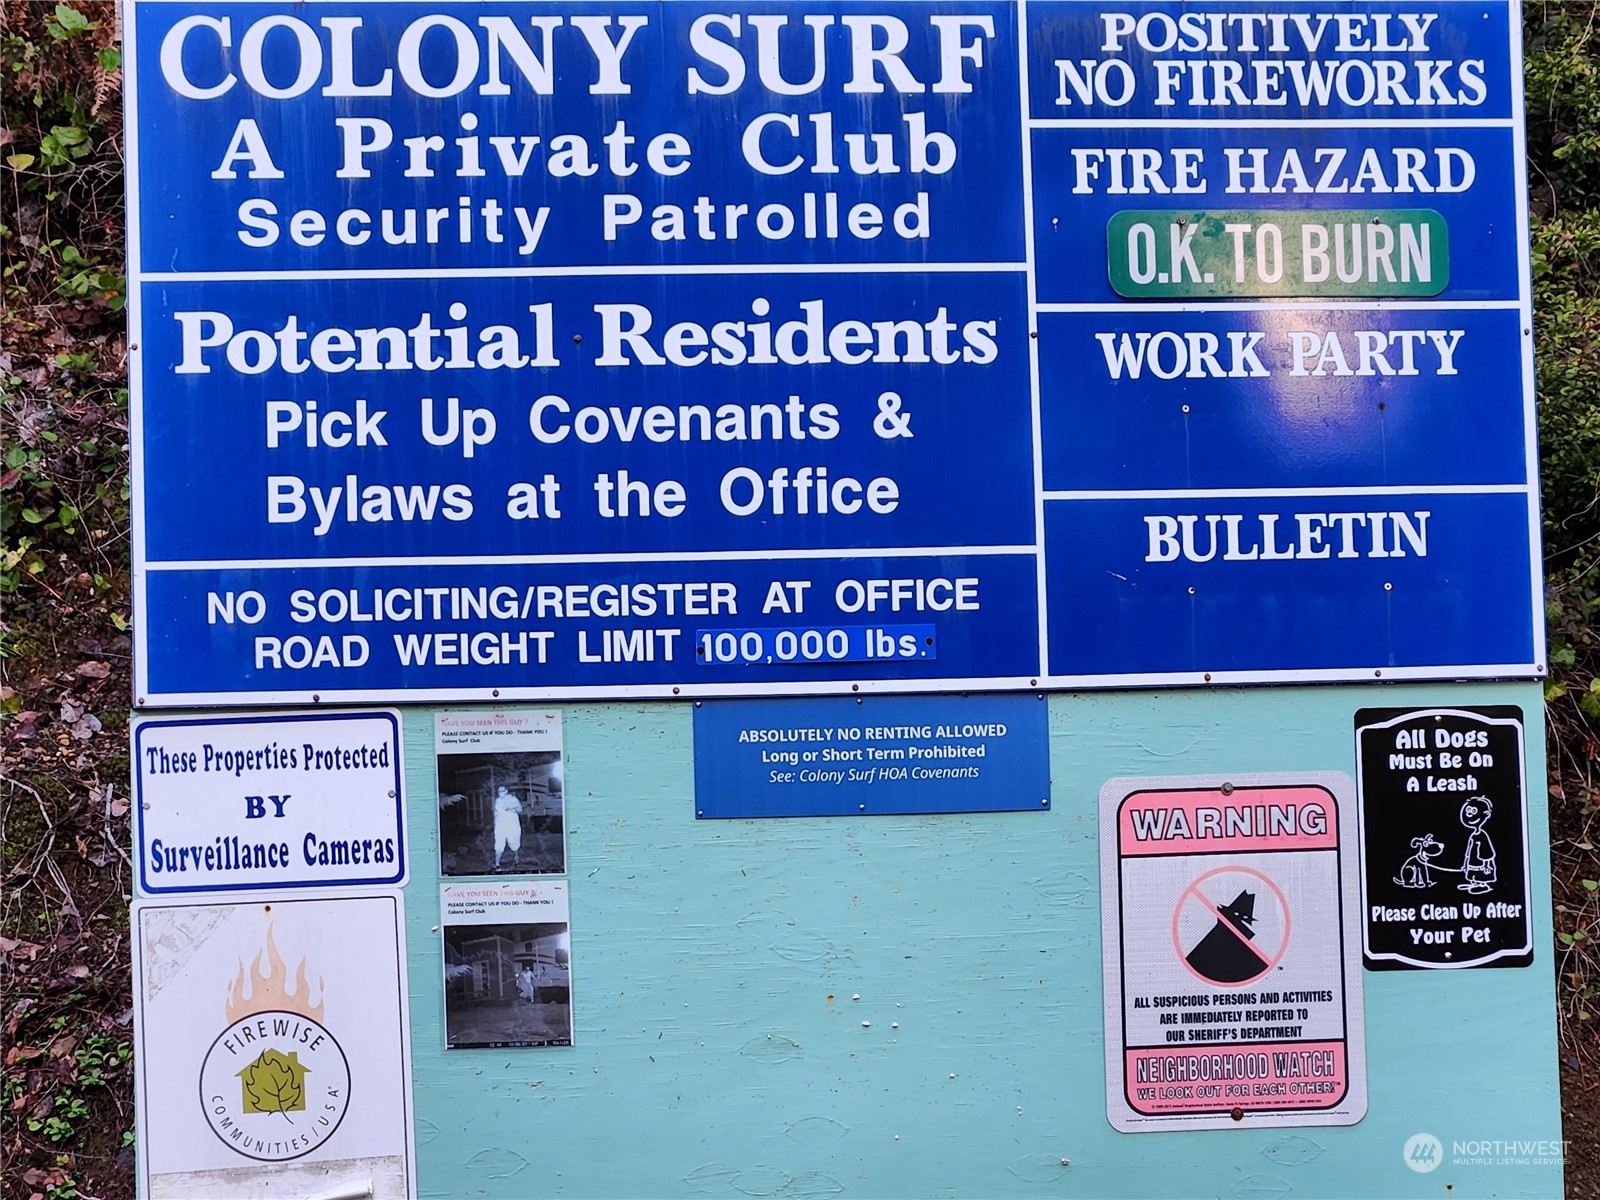 COLONY SURF
A Private Club
Security Patrolled
Potential Residents
Pick Up Covenants &
Bylaws at the Office
NO SOLICITING/REGISTER AT OFFICE
ROAD WEIGHT LIMIT 100,000 lbs.
POSITIVELY
NO FIREWORKS
FIRE HAZARD
O.K. TO BURN
WORK PARTY
BULLETIN
These Properties Protected
BY
Surveillance Cameras
FIREWISE
COMMUNITIES/USA
HAVE YOU SEEN THIS GUY ?
PLEASE CONTACT US IF YOU DO - THANK YOU !
Colony Surf Club
HAVE YOU SEEN THIS GUY ?
PLEASE CONTACT US IF YOU DO - THANK YOU !
Colony Surf Club
ABSOLUTELY NO RENTING ALLOWED
Long or Short Term Prohibited
See: Colony Surf HOA Covenants
WARNING
ALL SUSPICIOUS PERSONS AND ACTIVITIES
ARE IMMEDIATELY REPORTED TO
OUR SHERIFF'S DEPARTMENT
NEIGHBORHOOD WATCH
WE LOOK OUT FOR EACH OTHER!
All Dogs
Must Be On
A Leash
Please Clean Up After
Your Pet
NORTHWEST
MULTIPLE LISTING SERVICE